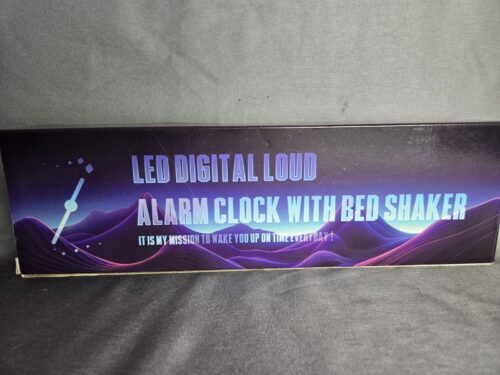 LED DIGITAL LOUD
ALARM CLOCK WITH BED SHAKER
IT IS MY MISSION TO WAKE YOU UP ON TIME EVERYDAY !